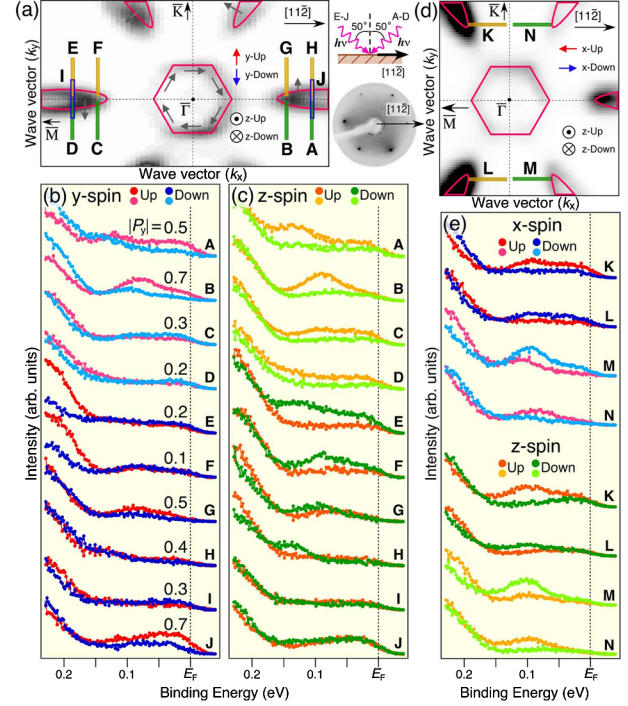 (a)
K̅
[112̅]
E
F
G
H
I
J
y-Up
y-Down
Γ̅
z-Up
z-Down
M̅
D
C
B
A
Wave vector (ky)
Wave vector (kx)
E-J
A-D
50°
50°
hν
hν
[112̅]
[112̅]
(d)
K̅
[112̅]
K
N
x-Up
x-Down
M̅
Γ̅
z-Up
z-Down
L
M
Wave vector (ky)
Wave vector (kx)
(b)
y-spin
Up
Down
|Py|=0.5
A
0.7
B
0.3
C
0.2
D
0.2
E
0.1
F
0.5
G
0.4
H
0.3
I
0.7
J
Intensity (arb. units)
0.2
0.1
EF
Binding Energy (eV)
(c)
z-spin
Up
Down
A
B
C
D
E
F
G
H
I
J
0.2
0.1
EF
(e)
x-spin
Up
Down
K
L
M
N
z-spin
Up
Down
K
L
M
N
Intensity (arb. units)
0.2
0.1
EF
Binding Energy (eV)